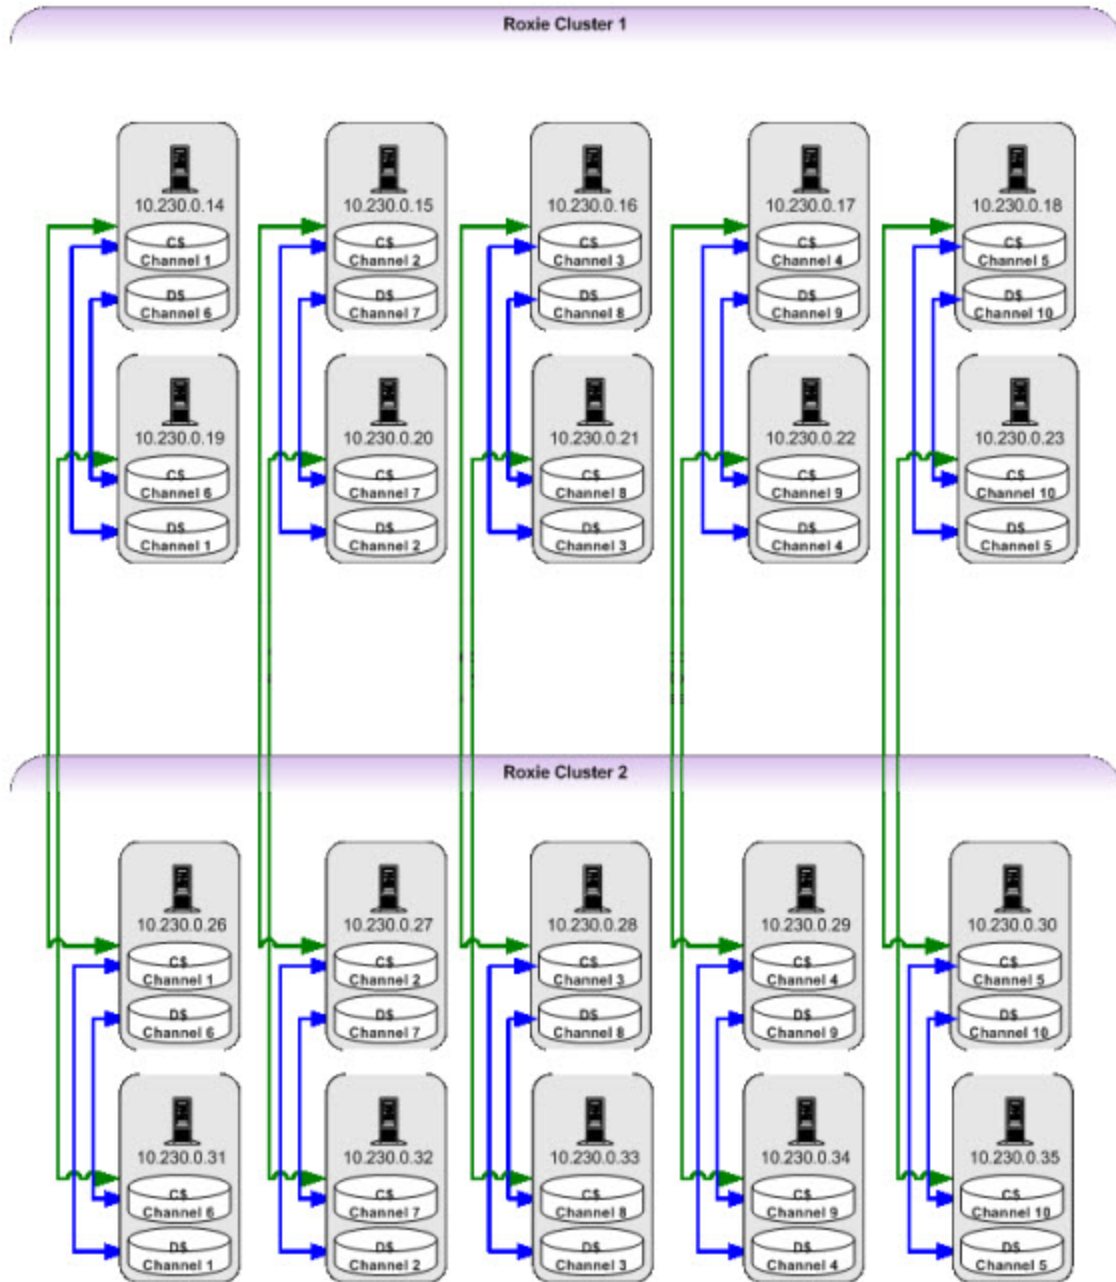 Roxie Cluster 1
10.230.0.14
C$
Channel 1
D$
Channel 6
10.230.0.15
C$
Channel 2
D$
Channel 7
10.230.0.16
C$
Channel 3
D$
Channel 8
10.230.0.17
C$
Channel 4
D$
Channel 9
10.230.0.18
C$
Channel 5
D$
Channel 10
10.230.0.19
C$
Channel 6
D$
Channel 1
10.230.0.20
C$
Channel 7
D$
Channel 2
10.230.0.21
C$
Channel 8
D$
Channel 3
10.230.0.22
C$
Channel 9
D$
Channel 4
10.230.0.23
C$
Channel 10
D$
Channel 5
Roxie Cluster 2
10.230.0.26
C$
Channel 1
D$
Channel 6
10.230.0.27
C$
Channel 2
D$
Channel 7
10.230.0.28
C$
Channel 3
D$
Channel 8
10.230.0.29
C$
Channel 4
D$
Channel 9
10.230.0.30
C$
Channel 5
D$
Channel 10
10.230.0.31
C$
Channel 6
D$
Channel 1
10.230.0.32
C$
Channel 7
D$
Channel 2
10.230.0.33
C$
Channel 8
D$
Channel 3
10.230.0.34
C$
Channel 9
D$
Channel 4
10.230.0.35
C$
Channel 10
D$
Channel 5